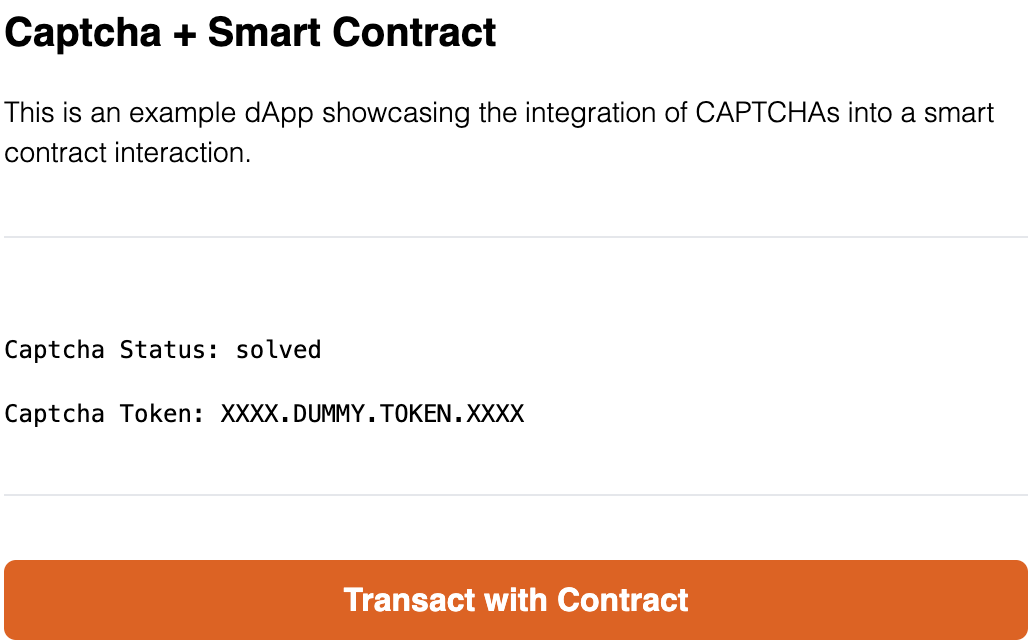 Captcha + Smart Contract
This is an example dApp showcasing the integration of CAPTCHAs into a smart
contract interaction.
Captcha Status: solved
Captcha Token: XXXX.DUMMY.TOKEN.XXXX
Transact with Contract